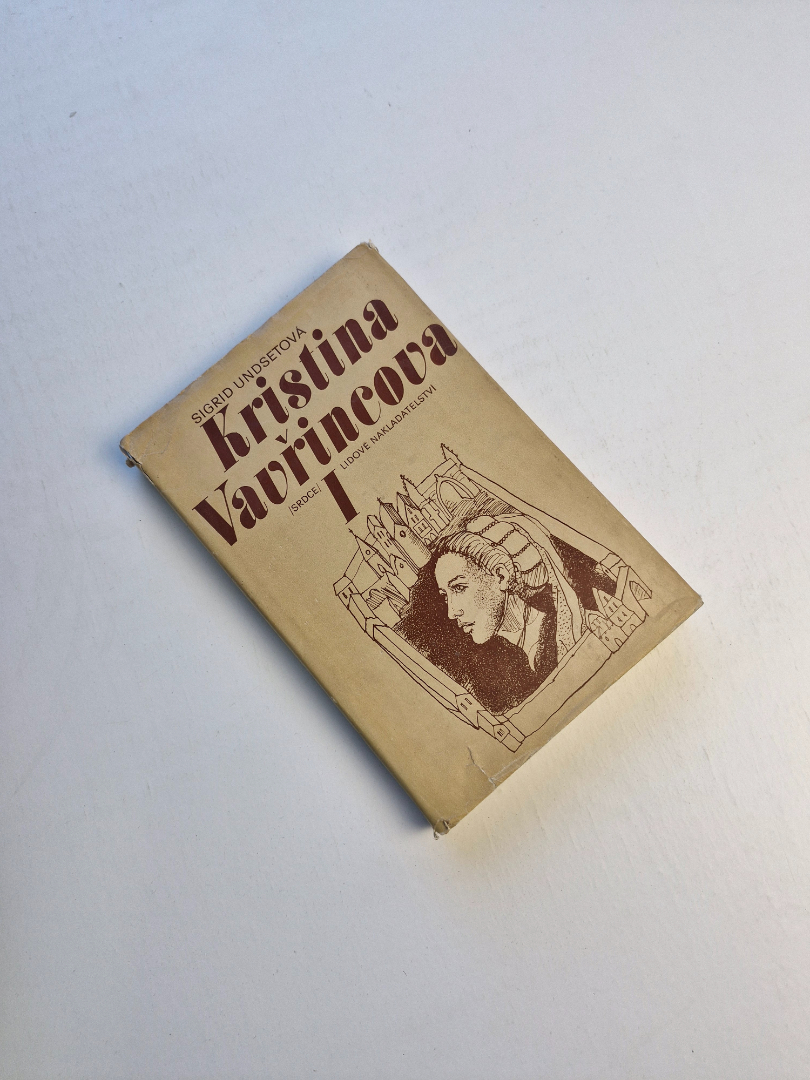 SIGRID UNDSETOVÁ
Kristina
Vavřincova
/SRDCE/ I LIDOVÉ NAKLADATELSTVÍ